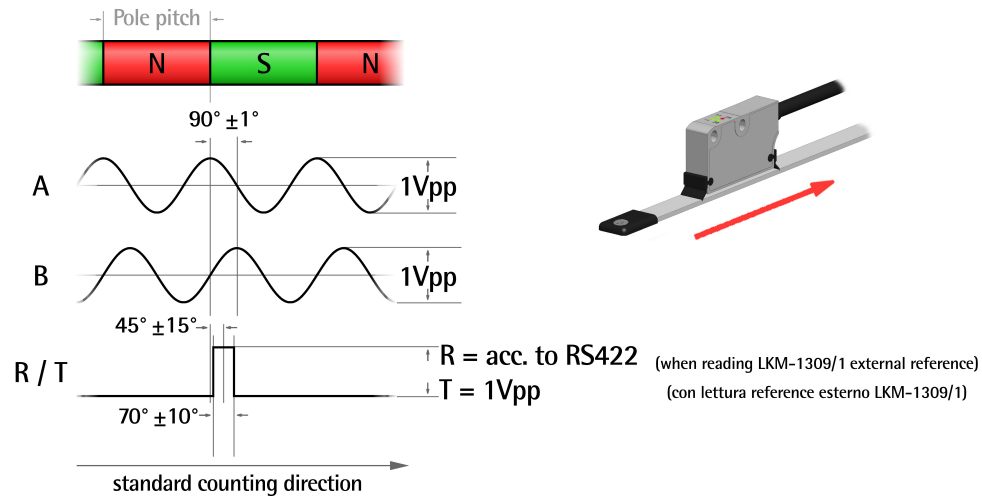 Pole pitch
N S N
90° ±1°
A 1Vpp
B 1Vpp
45° ±15°
R / T
R = acc. to RS422 (when reading LKM-1309/1 external reference)
T = 1Vpp (con lettura reference esterno LKM-1309/1)
70° ±10°
standard counting direction